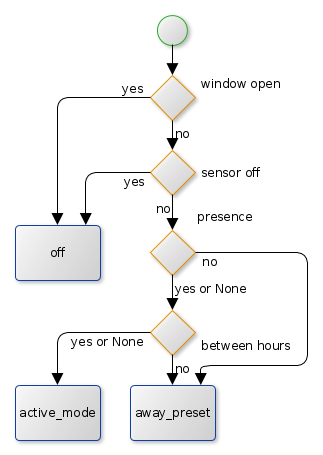 yes
window open
no
yes
sensor off
no
presence
off
no
yes or None
yes or None
between hours
no
active_mode
away_preset